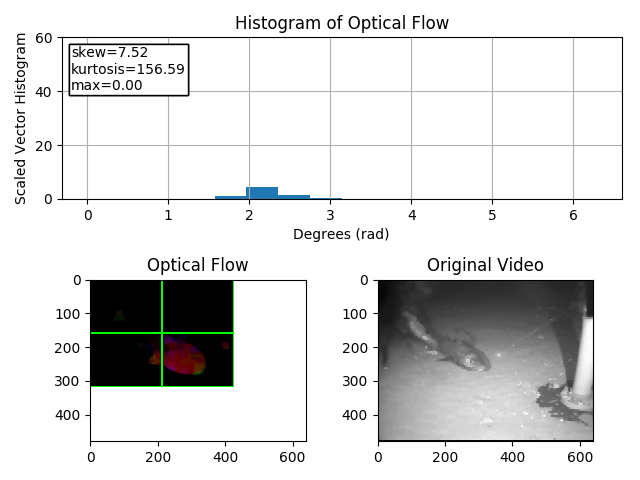 Histogram of Optical Flow
skew=7.52
kurtosis=156.59
max=0.00
Scaled Vector Histogram
60
40
20
0
0 1 2 3 4 5 6
Degrees (rad)
Optical Flow
0
100
200
300
400
0 200 400 600
Original Video
0
100
200
300
400
0 200 400 600